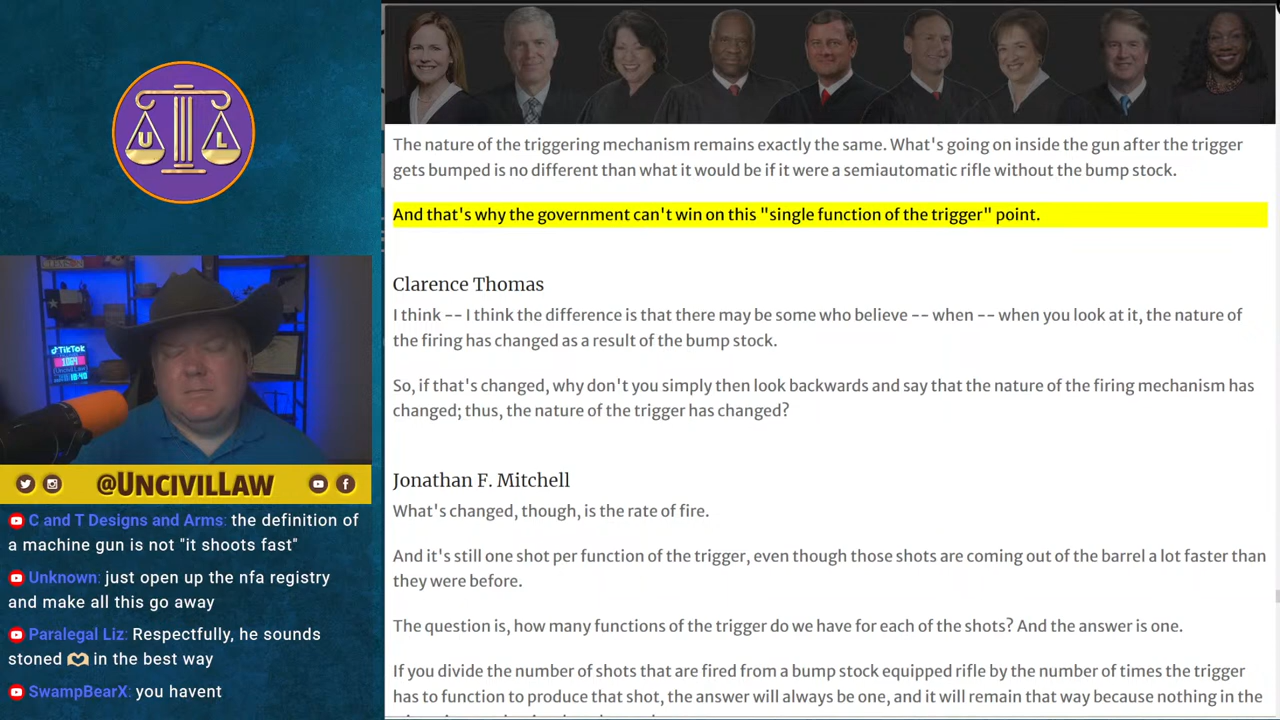 U L
TikTok
@UNCIVILLAW
C and T Designs and Arms: the definition of
a machine gun is not "it shoots fast"
Unknown: just open up the nfa registry
and make all this go away
Paralegal Liz: Respectfully, he sounds
stoned 🫶🏼 in the best way
SwampBearX: you havent
The nature of the triggering mechanism remains exactly the same. What's going on inside the gun after the trigger
gets bumped is no different than what it would be if it were a semiautomatic rifle without the bump stock.
And that's why the government can't win on this "single function of the trigger" point.
Clarence Thomas
I think -- I think the difference is that there may be some who believe -- when -- when you look at it, the nature of
the firing has changed as a result of the bump stock.
So, if that's changed, why don't you simply then look backwards and say that the nature of the firing mechanism has
changed; thus, the nature of the trigger has changed?
Jonathan F. Mitchell
What's changed, though, is the rate of fire.
And it's still one shot per function of the trigger, even though those shots are coming out of the barrel a lot faster than
they were before.
The question is, how many functions of the trigger do we have for each of the shots? And the answer is one.
If you divide the number of shots that are fired from a bump stock equipped rifle by the number of times the trigger
has to function to produce that shot, the answer will always be one, and it will remain that way because nothing in the